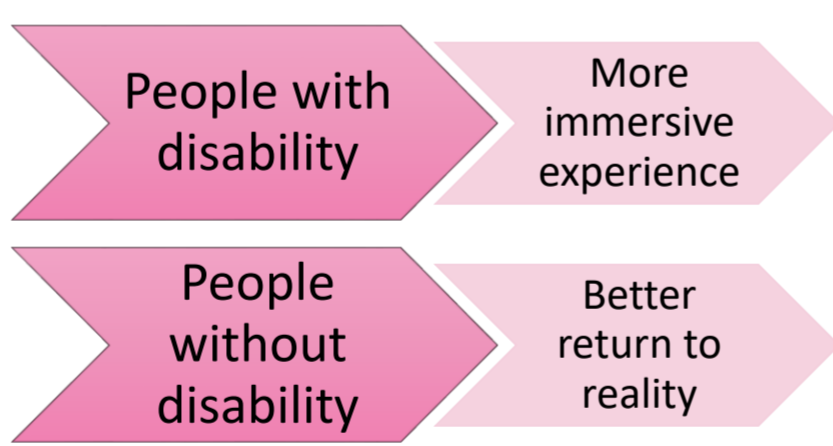 People with
disability
More
immersive
experience
People
without
disability
Better
return to
reality